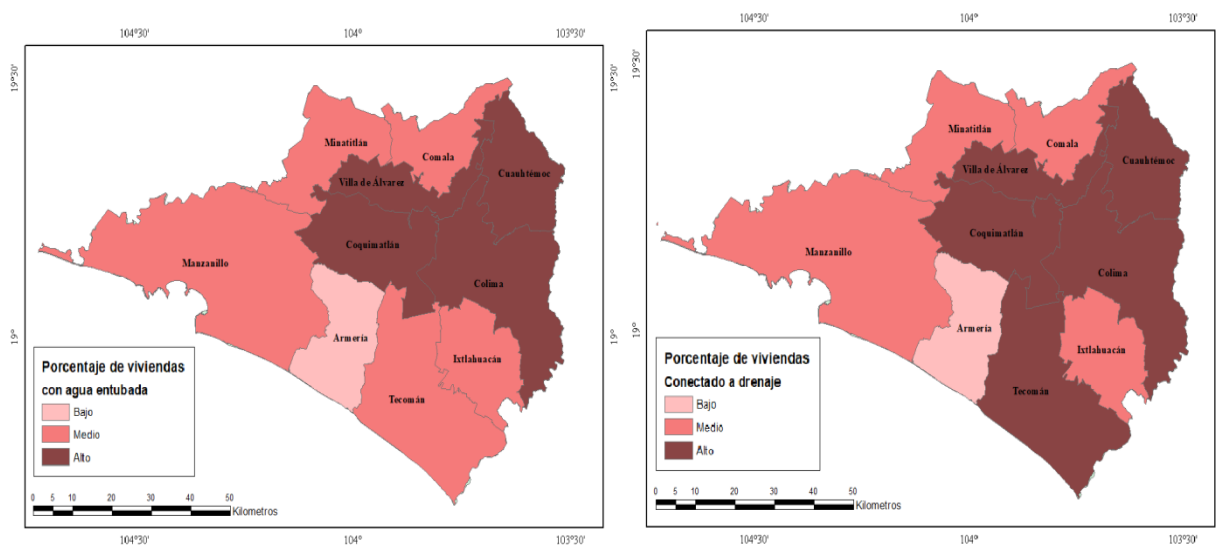 104°30'
104°
103°30'
19°30'
19°
Minatitlán
Comala
Cuauhtémoc
Villa de Álvarez
Coquimatlán
Manzanillo
Colima
Armería
Ixtlahuacán
Tecomán
Porcentaje de viviendas
con agua entubada
Bajo
Medio
Alto
0 5 10 20 30 40 50
Kilometros
104°30'
104°
103°30'
104°30'
104°
103°30'
19°30'
19°30'
19°
19°
Minatitlán
Comala
Cuauhtémoc
Villa de Álvarez
Coquimatlán
Manzanillo
Colima
Armería
Ixtlahuacán
Tecomán
Porcentaje de viviendas
Conectado a drenaje
Bajo
Medio
Alto
0 5 10 20 30 40 50
Kilometros
104°30'
104°
103°30'